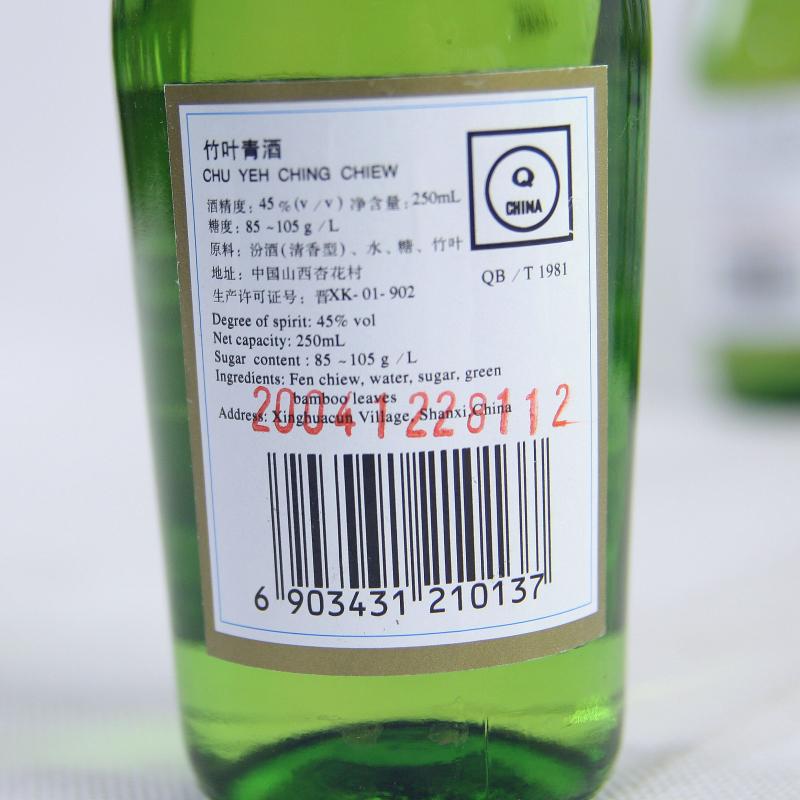 竹叶青酒
CHU YEH CHING CHIEW
酒精度: 45 %(v /v) 净含量: 250mL
糖度: 85 ~105 g / L
原料: 汾酒(清香型)、水、糖、竹叶
地址: 中国山西杏花村
生产许可证号: 晋XK-01-902
Q
CHINA
QB /T 1981
Degree of spirit: 45% vol
Net capacity: 250mL
Sugar content : 85 ~105 g /L
Ingredients: Fen chiew, water, sugar, green
bamboo leaves
Address: Xinghuacun Village, Shanxi,China
20041228112
6 903431 210137